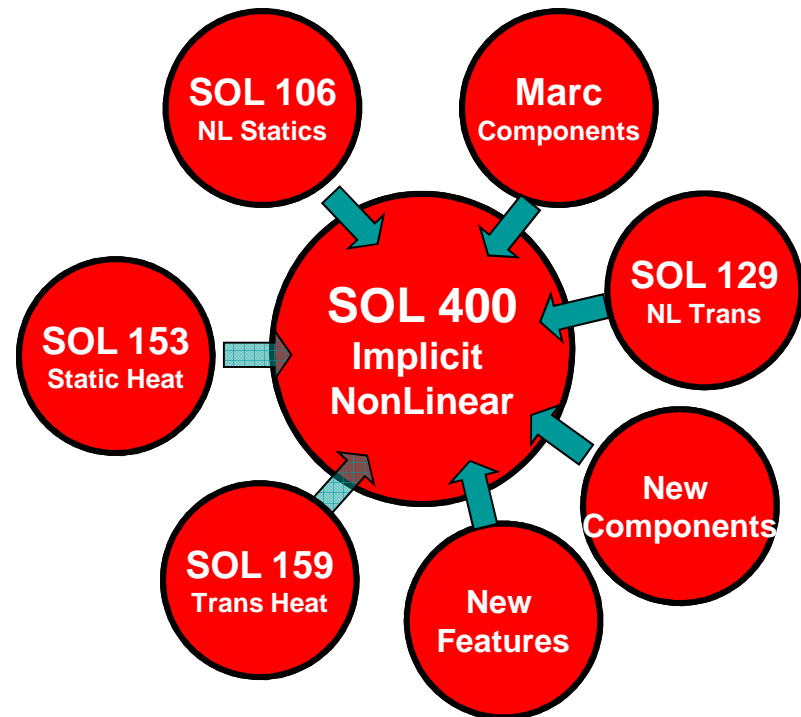 SOL 106
NL Statics
Marc
Components
SOL 129
NL Trans
SOL 400
Implicit
NonLinear
SOL 153
Static Heat
New
Components
SOL 159
Trans Heat
New
Features